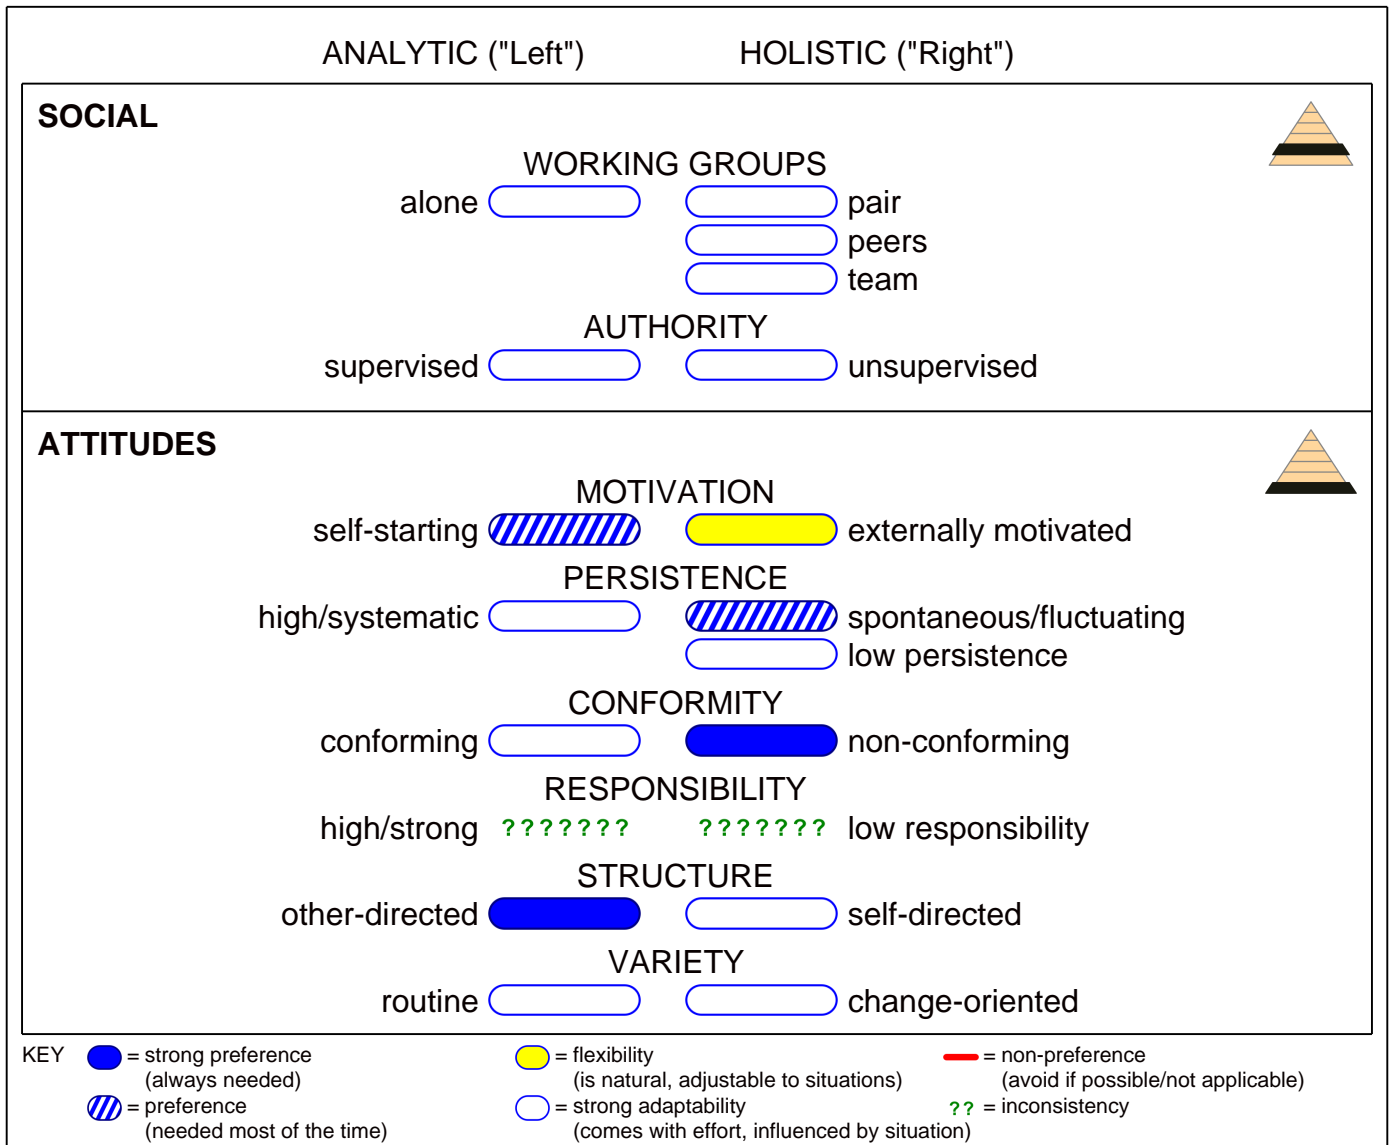 ANALYTIC ("Left") HOLISTIC ("Right")
SOCIAL
WORKING GROUPS
alone pair
peers
team
AUTHORITY
supervised unsupervised
ATTITUDES
MOTIVATION
self-starting externally motivated
PERSISTENCE
high/systematic spontaneous/fluctuating
low persistence
CONFORMITY
conforming non-conforming
RESPONSIBILITY
high/strong ??????? ??????? low responsibility
STRUCTURE
other-directed self-directed
VARIETY
routine change-oriented
KEY = strong preference = flexibility = non-preference
(always needed) (is natural, adjustable to situations) (avoid if possible/not applicable)
= preference = strong adaptability ?? = inconsistency
(needed most of the time) (comes with effort, influenced by situation)